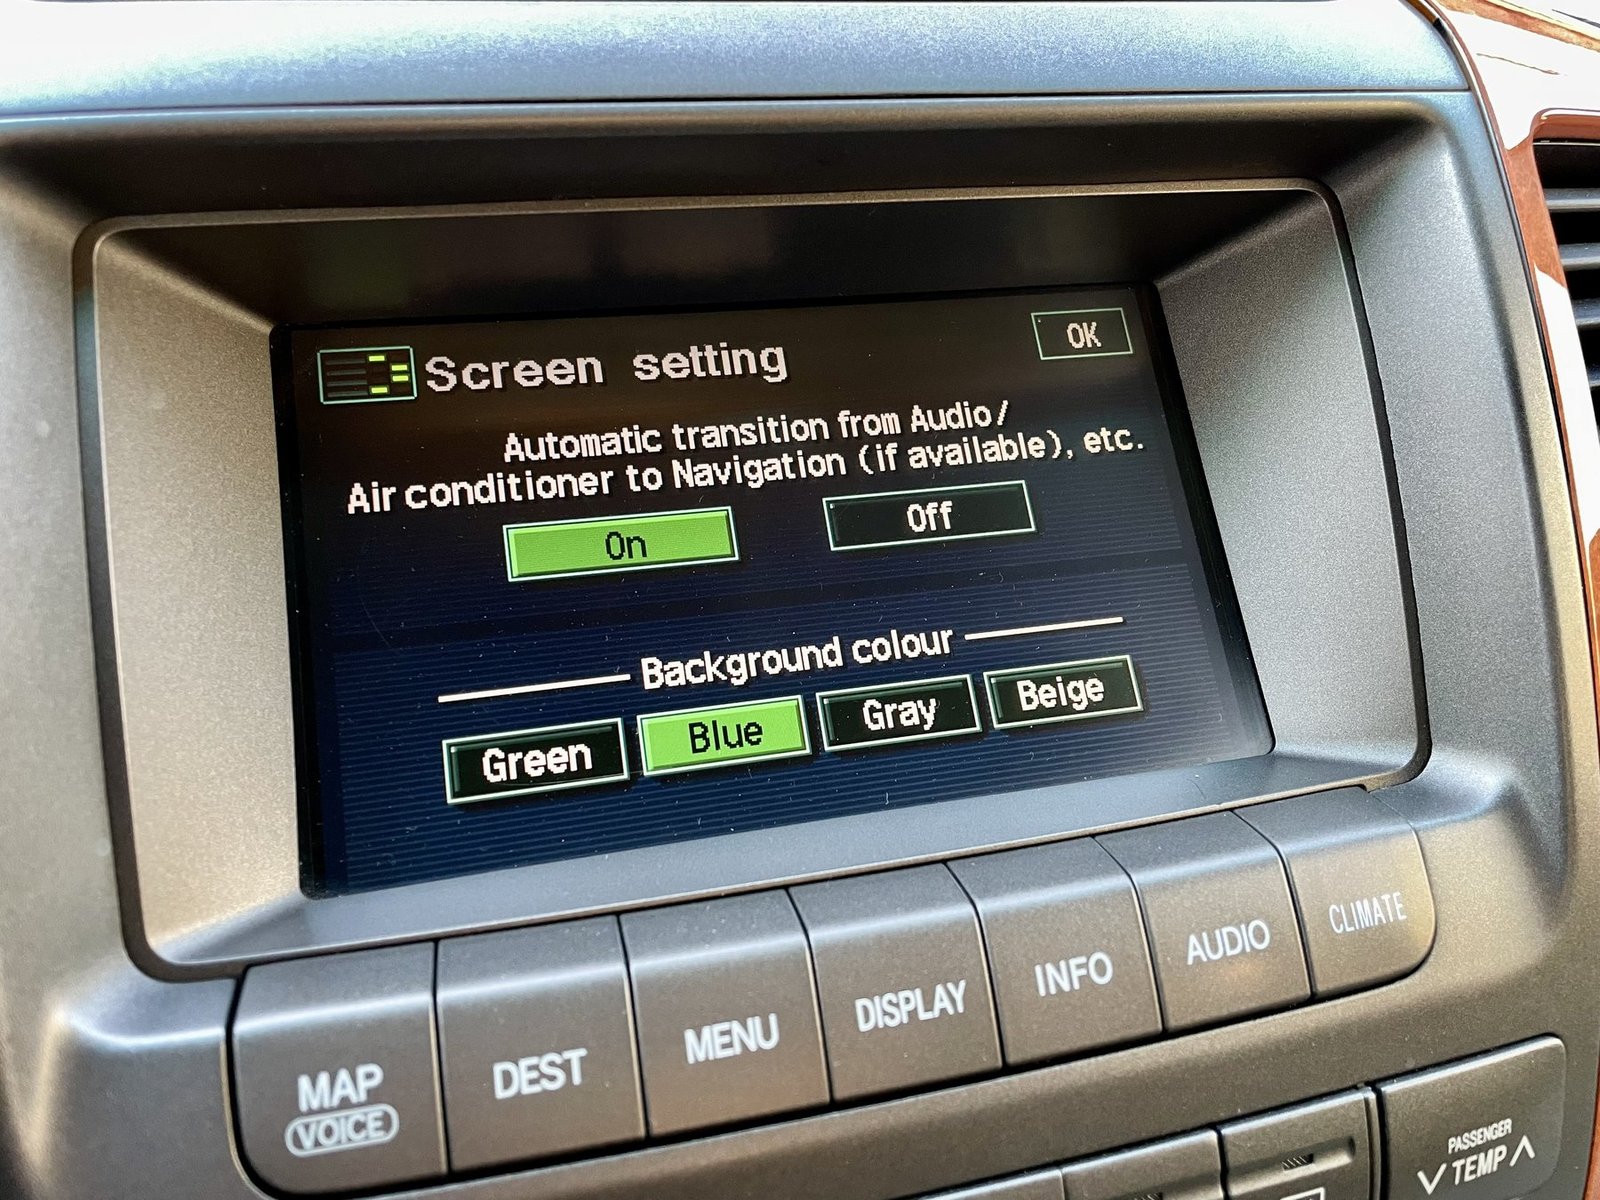 Screen setting
OK
Automatic transition from Audio/
Air conditioner to Navigation (if available), etc.
On
Off
Background colour
Green
Blue
Gray
Beige
MAP
VOICE
DEST
MENU
DISPLAY
INFO
AUDIO
CLIMATE
PASSENGER
TEMP